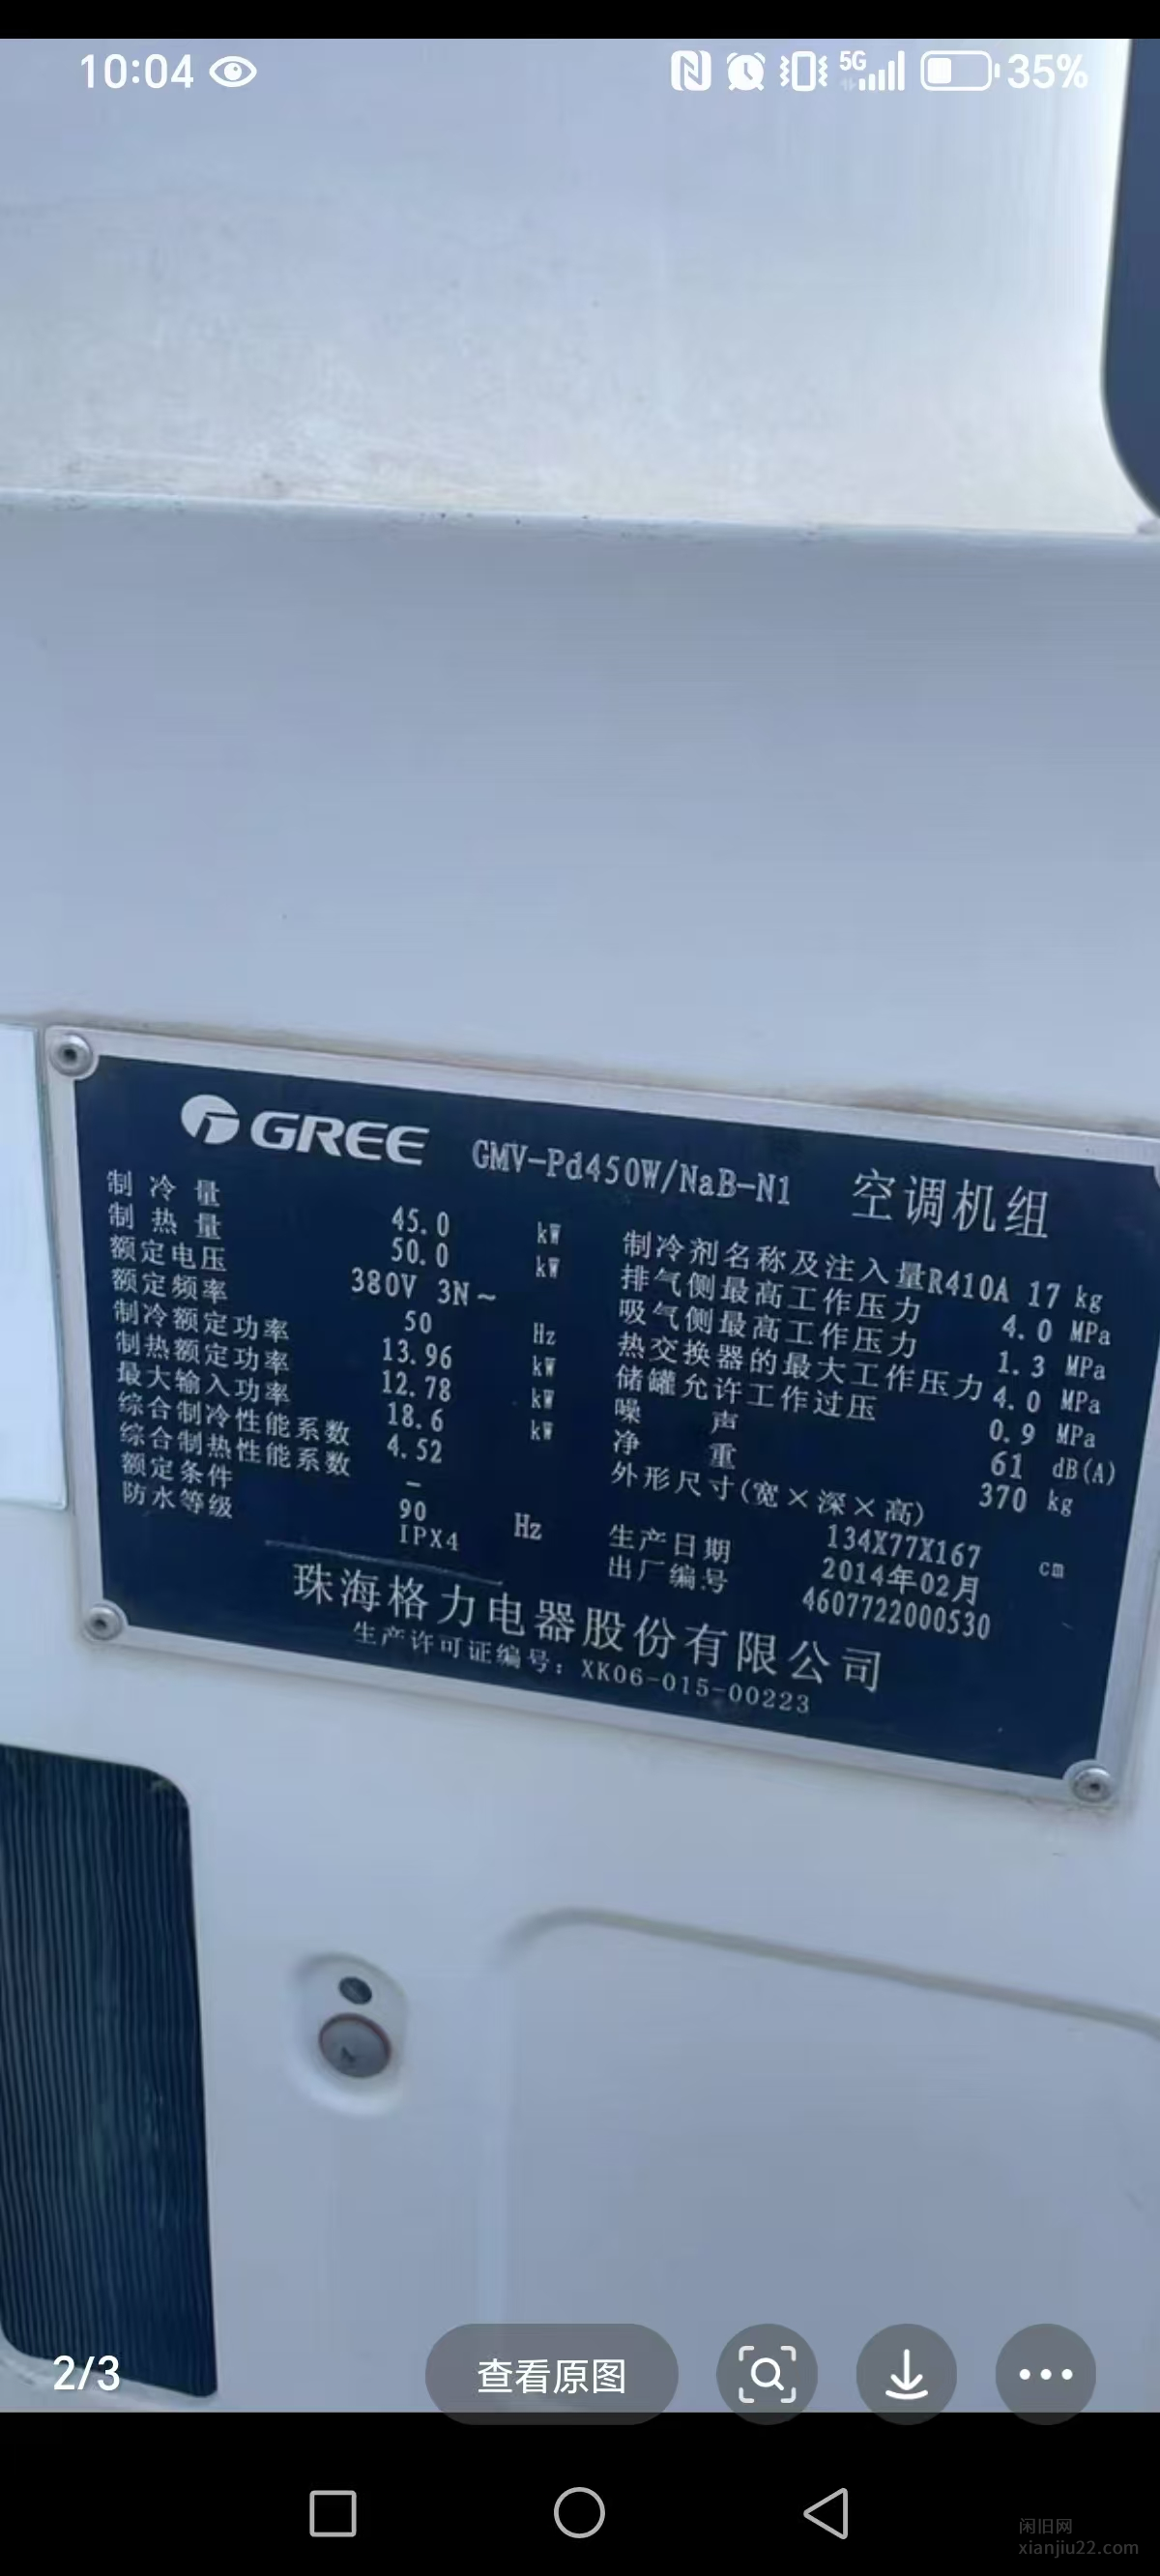 10:04
5G
35%
GREE GMV-Pd450W/NaB-N1 空调机组
制冷量 45.0 kW
制热量 50.0 kW
额定电压 380V 3N~
额定频率 50 Hz
制冷额定功率 13.96 kW
制热额定功率 12.78 kW
最大输入功率 18.6 kW
综合制冷性能系数 4.52
综合制热性能系数 –
额定条件 90 Hz
防水等级 IPX4
制冷剂名称及注入量R410A 17 kg
排气侧最高工作压力 4.0 MPa
吸气侧最高工作压力 1.3 MPa
热交换器的最大工作压力 4.0 MPa
储罐允许工作过压 0.9 MPa
噪声 61 dB(A)
净重 370 kg
外形尺寸(宽×深×高) 134X77X167 cm
生产日期 2014年02月
出厂编号 4607722000530
珠海格力电器股份有限公司
生产许可证编号：XK06-015-00223
2/3
查看原图
闲旧网
xianjiu22.com